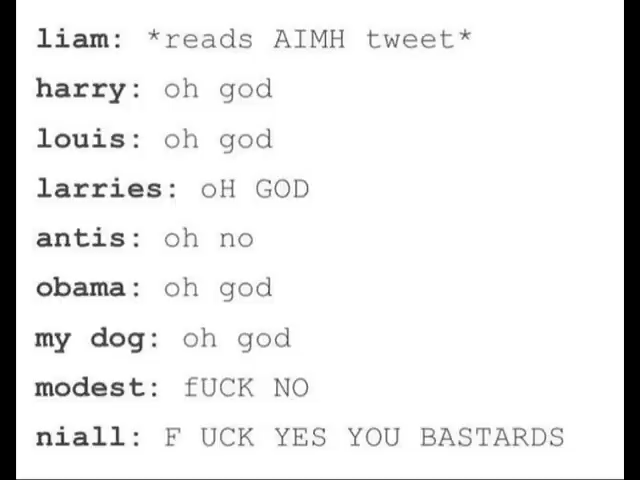 liam: *reads AIMH tweet*
harry: oh god
louis: oh god
larries: oH GOD
antis: oh no
obama: oh god
my dog: oh god
modest: fUCK NO
niall: F UCK YES YOU BASTARDS